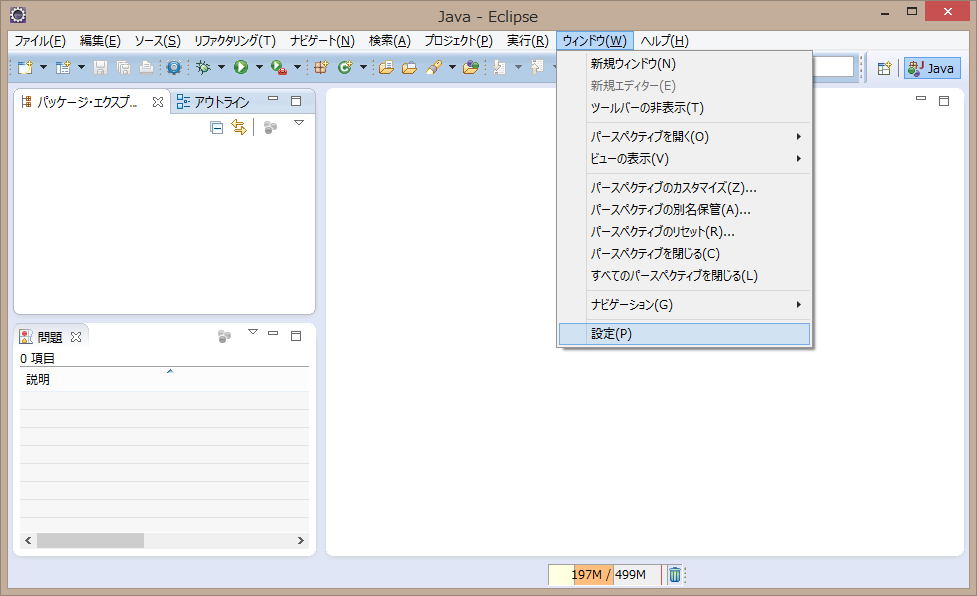 Java - Eclipse
ファイル(F) 編集(E) ソース(S) リファクタリング(T) ナビゲート(N) 検索(A) プロジェクト(P) 実行(R) ウィンドウ(W) ヘルプ(H)
Java
新規ウィンドウ(N)
新規エディター(E)
ツールバーの非表示(T)
パースペクティブを開く(O)
ビューの表示(V)
パースペクティブのカスタマイズ(Z)...
パースペクティブの別名保管(A)...
パースペクティブのリセット(R)...
パースペクティブを閉じる(C)
すべてのパースペクティブを閉じる(L)
ナビゲーション(G)
設定(P)
パッケージ・エクスプ... アウトライン
問題
0 項目
説明
197M / 499M